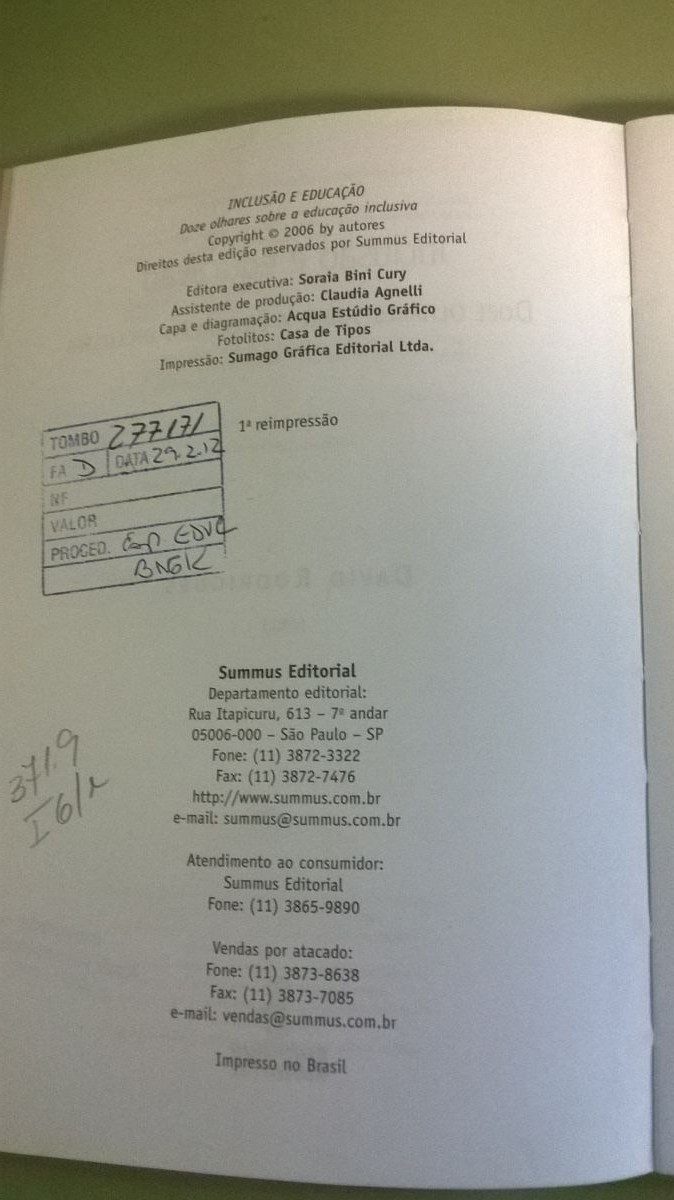 INCLUSÃO E EDUCAÇÃO
Doze olhares sobre a educação inclusiva
Copyright © 2006 by autores
Direitos desta edição reservados por Summus Editorial
Editora executiva: Soraia Bini Cury
Assistente de produção: Claudia Agnelli
Capa e diagramação: Acqua Estúdio Gráfico
Fotolitos: Casa de Tipos
Impressão: Sumago Gráfica Editorial Ltda.
1ª reimpressão
TOMBO 277171
FA D DATA 29.2.12
NF
VALOR
PROCED.
Summus Editorial
Departamento editorial:
Rua Itapicuru, 613 – 7º andar
05006-000 – São Paulo – SP
Fone: (11) 3872-3322
Fax: (11) 3872-7476
http://www.summus.com.br
e-mail: summus@summus.com.br
371.9
I 6/r
Atendimento ao consumidor:
Summus Editorial
Fone: (11) 3865-9890
Vendas por atacado:
Fone: (11) 3873-8638
Fax: (11) 3873-7085
e-mail: vendas@summus.com.br
Impresso no Brasil